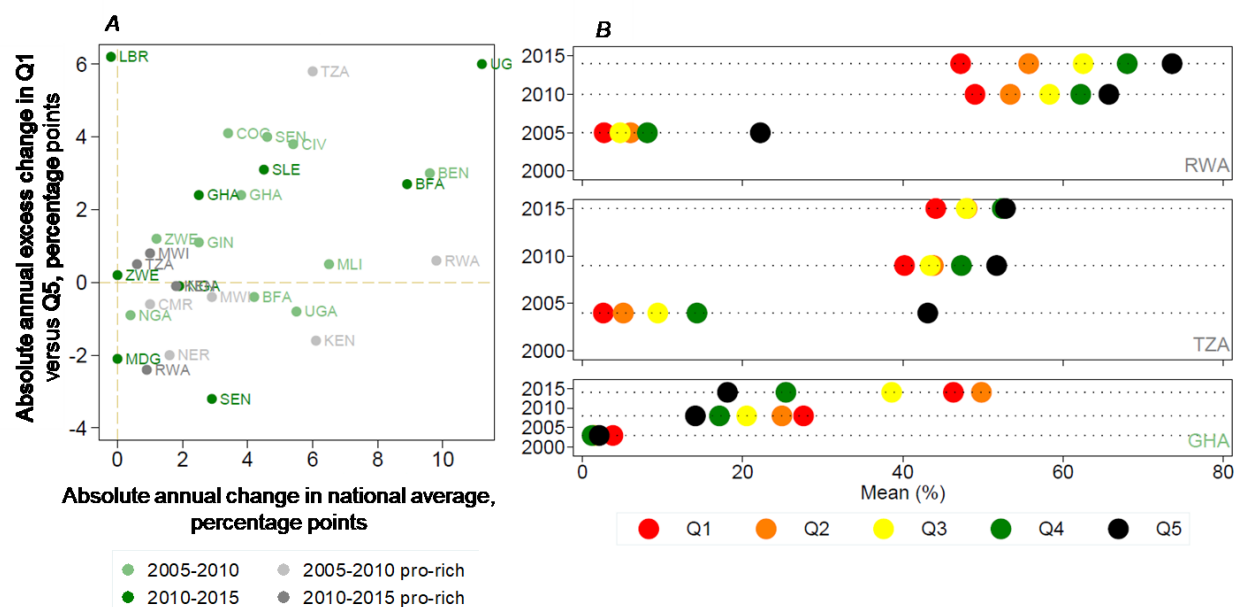 A
Absolute annual excess change in Q1
versus Q5, percentage points
6
4
2
0
-2
-4
LBR
TZA
UG
COG
SEN
CIV
SLE
BEN
BFA
GHA
GHA
ZWE
GIN
MWI
TZA
MLI
RWA
ZWE
NGA
CMR
MWI
BFA
NGA
UGA
KEN
MDG
NER
RWA
SEN
0 2 4 6 8 10
Absolute annual change in national average,
percentage points
2005-2010 2005-2010 pro-rich
2010-2015 2010-2015 pro-rich
B
2015
2010
2005
2000
RWA
2015
2010
2005
2000
TZA
2015
2010
2005
2000
GHA
0 20 40 60 80
Mean (%)
Q1 Q2 Q3 Q4 Q5